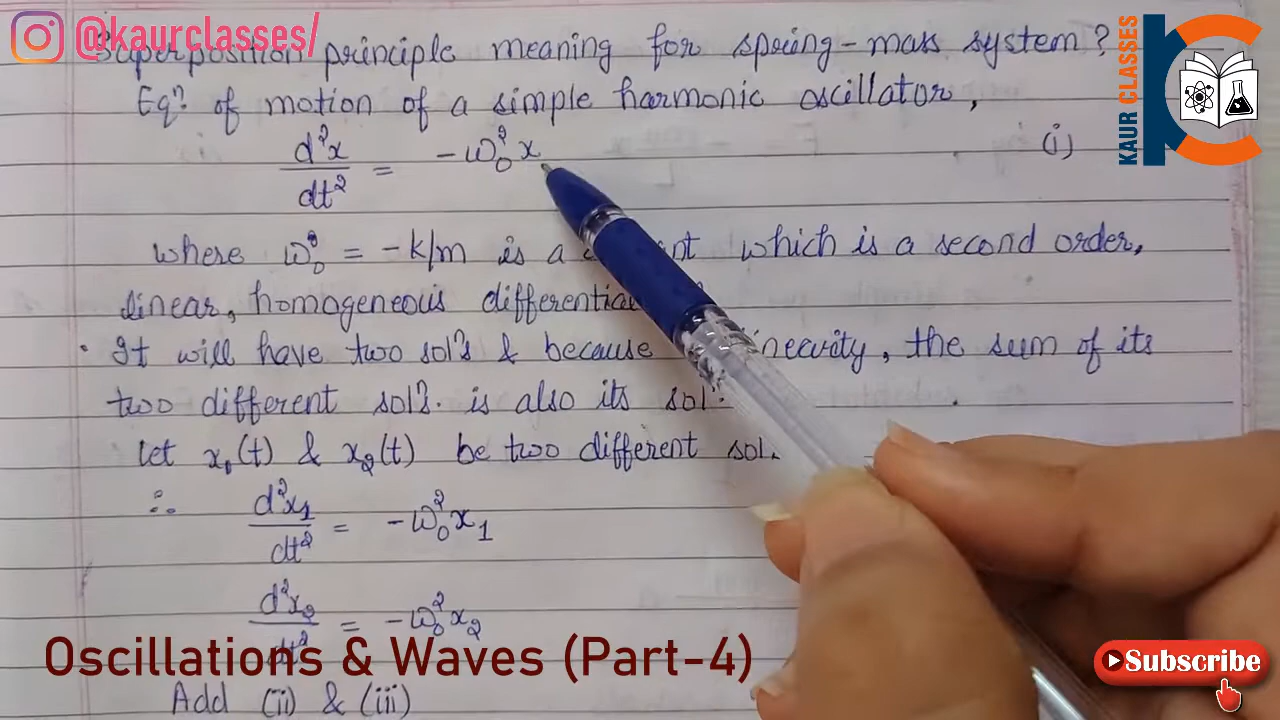 @kaurclasses/
KAUR CLASSES
Superposition principle meaning for spring-mass system?
Eqⁿ of motion of a simple harmonic oscillator,
d²x/dt² = -ω₀²x (i)
where ω₀² = -k/m is a which is a second order,
linear, homogeneous
It will have two solⁿs & because the sum of its
two different solⁿs. is also its solⁿ.
Let x₁(t) & x₂(t) be two different sol.
∴ d²x₁/dt² = -ω₀²x₁
d²x₂/dt² = -ω₀²x₂
Oscillations & Waves (Part-4)
Subscribe
Add (ii) & (iii)